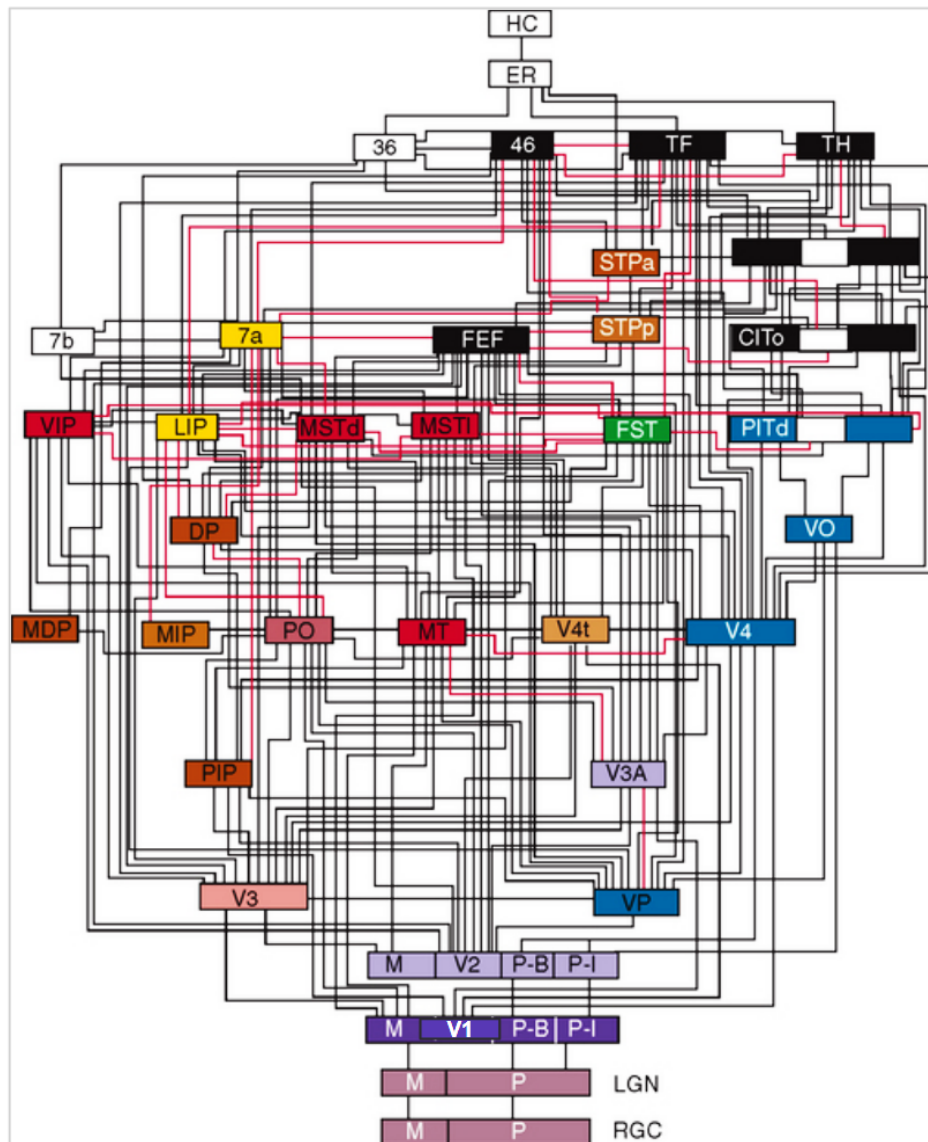 HC
ER
36 46 TF TH
STPa
7b 7a FEF STPp CITo
VIP LIP MSTd MSTl FST PITd
DP VO
MDP MIP PO MT V4t V4
PIP V3A
V3 VP
M V2 P-B P-I
M V1 P-B P-I
M P LGN
M P RGC